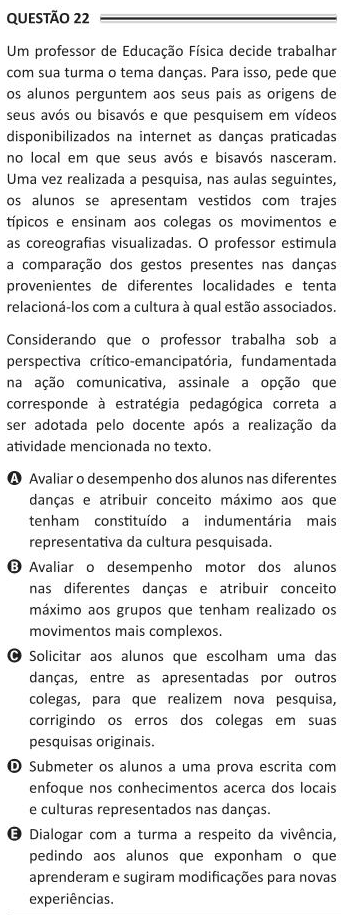 QUESTÃO 22
Um professor de Educação Física decide trabalhar
com sua turma o tema danças. Para isso, pede que
os alunos perguntem aos seus pais as origens de
seus avós ou bisavós e que pesquisem em vídeos
disponibilizados na internet as danças praticadas
no local em que seus avós e bisavós nasceram.
Uma vez realizada a pesquisa, nas aulas seguintes,
os alunos se apresentam vestidos com trajes
típicos e ensinam aos colegas os movimentos e
as coreografias visualizadas. O professor estimula
a comparação dos gestos presentes nas danças
provenientes de diferentes localidades e tenta
relacioná-los com a cultura à qual estão associados.
Considerando que o professor trabalha sob a
perspectiva crítico-emancipatória, fundamentada
na ação comunicativa, assinale a opção que
corresponde à estratégia pedagógica correta a
ser adotada pelo docente após a realização da
atividade mencionada no texto.
A Avaliar o desempenho dos alunos nas diferentes
danças e atribuir conceito máximo aos que
tenham constituído a indumentária mais
representativa da cultura pesquisada.
B Avaliar o desempenho motor dos alunos
nas diferentes danças e atribuir conceito
máximo aos grupos que tenham realizado os
movimentos mais complexos.
C Solicitar aos alunos que escolham uma das
danças, entre as apresentadas por outros
colegas, para que realizem nova pesquisa,
corrigindo os erros dos colegas em suas
pesquisas originais.
D Submeter os alunos a uma prova escrita com
enfoque nos conhecimentos acerca dos locais
e culturas representados nas danças.
E Dialogar com a turma a respeito da vivência,
pedindo aos alunos que exponham o que
aprenderam e sugiram modificações para novas
experiências.